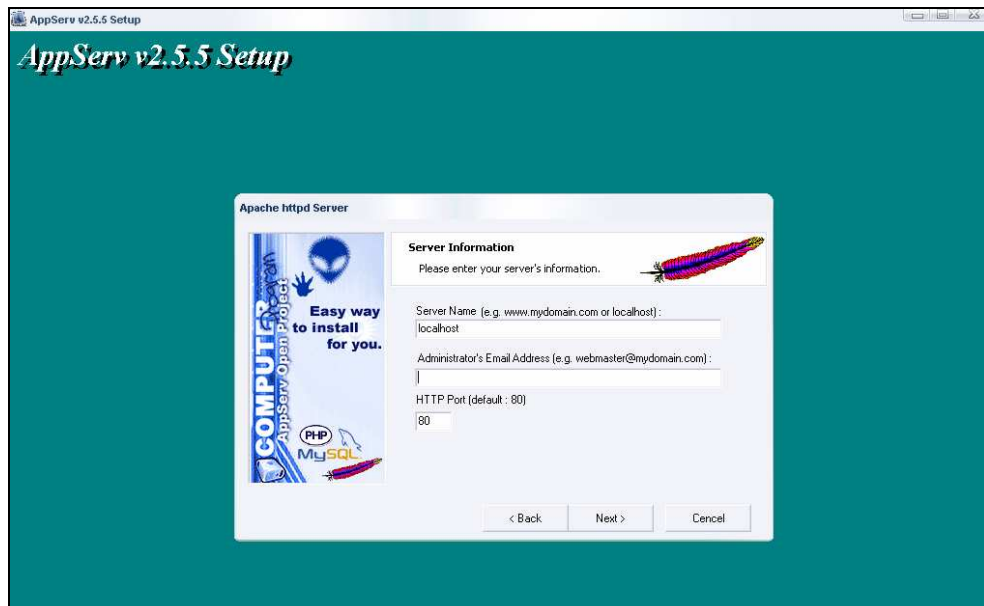 AppServ v2.5.5 Setup
AppServ v2.5.5 Setup
Apache httpd Server
COMPUTER
program
AppServ Open Project
Easy way
to install
for you.
PHP
MySQL
Server Information
Please enter your server's information.
Server Name (e.g. www.mydomain.com or localhost) :
localhost
Administrator's Email Address (e.g. webmaster@mydomain.com) :
HTTP Port (default : 80)
80
< Back
Next >
Cencel